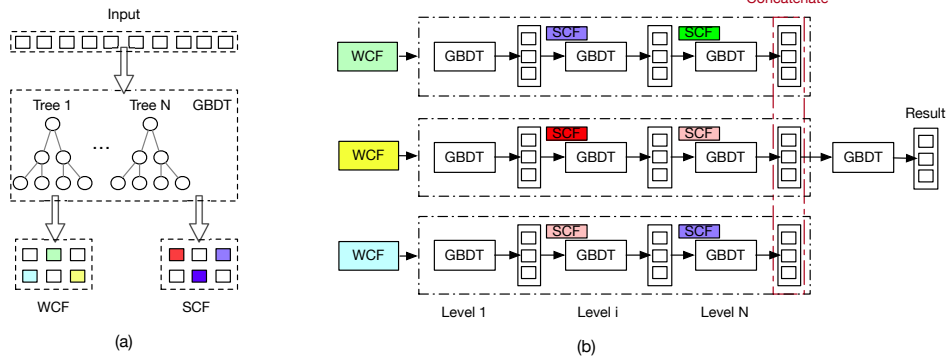 Input
Tree 1
Tree N
GBDT
...
WCF
SCF
(a)
Concatenate
WCF
GBDT
SCF
GBDT
SCF
GBDT
WCF
GBDT
SCF
GBDT
SCF
GBDT
GBDT
Result
WCF
GBDT
SCF
GBDT
SCF
GBDT
Level 1
Level i
Level N
(b)